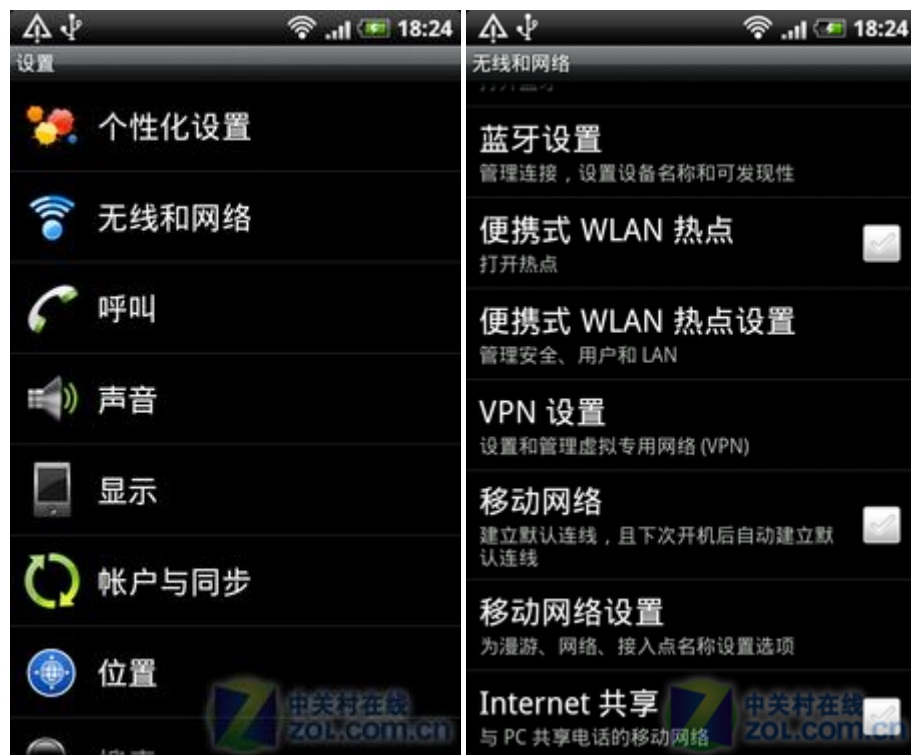 18:24
设置
个性化设置
无线和网络
呼叫
声音
显示
帐户与同步
位置
中关村在线
ZOL.COM.CN
18:24
无线和网络
打开蓝牙
蓝牙设置
管理连接，设置设备名称和可发现性
便携式 WLAN 热点
打开热点
便携式 WLAN 热点设置
管理安全、用户和 LAN
VPN 设置
设置和管理虚拟专用网络 (VPN)
移动网络
建立默认连线，且下次开机后自动建立默
认连线
移动网络设置
为漫游、网络、接入点名称设置选项
Internet 共享
与 PC 共享电话的移动网络
中关村在线
ZOL.COM.CN